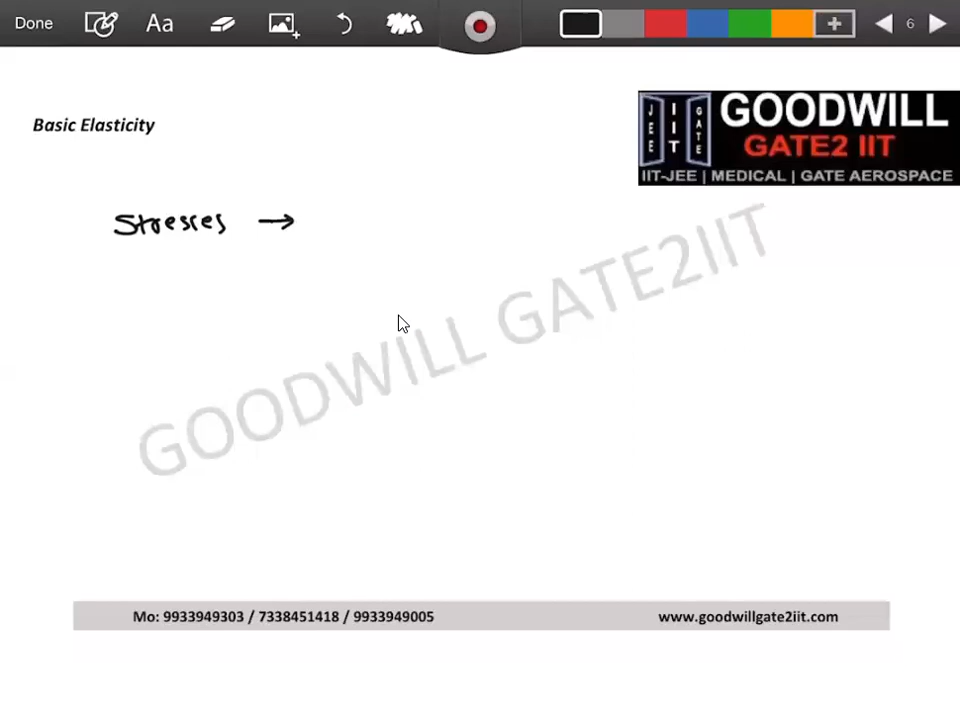 Done Aa 6
Basic Elasticity
JEE IIT GATE
GOODWILL
GATE2 IIT
IIT-JEE | MEDICAL | GATE AEROSPACE
Stresses →
GOODWILL GATE2IIT
Mo: 9933949303 / 7338451418 / 9933949005 www.goodwillgate2iit.com